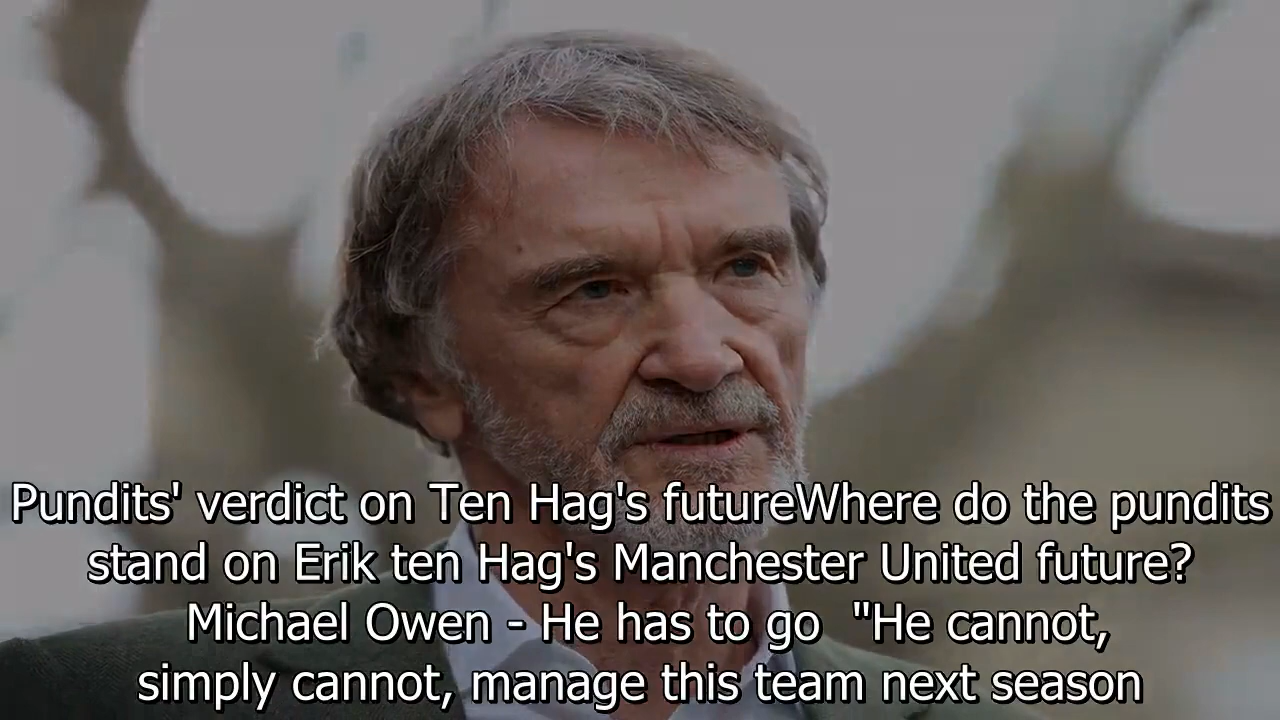 Pundits' verdict on Ten Hag's futureWhere do the pundits
stand on Erik ten Hag's Manchester United future?
Michael Owen - He has to go  "He cannot,
simply cannot, manage this team next season